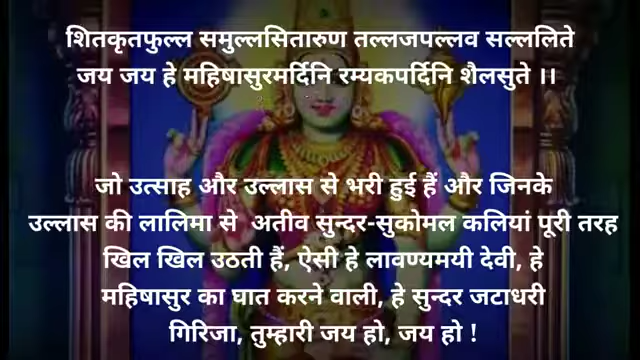 शितकृतफुल्ल समुल्लसितारुण तल्लजपल्लव सल्ललिते
जय जय हे महिषासुरमर्दिनि रम्यकपर्दिनि शैलसुते ।।
जो उत्साह और उल्लास से भरी हुई हैं और जिनके
उल्लास की लालिमा से अतीव सुन्दर-सुकोमल कलियां पूरी तरह
खिल खिल उठती हैं, ऐसी हे लावण्यमयी देवी, हे
महिषासुर का घात करने वाली, हे सुन्दर जटाधरी
गिरिजा, तुम्हारी जय हो, जय हो !